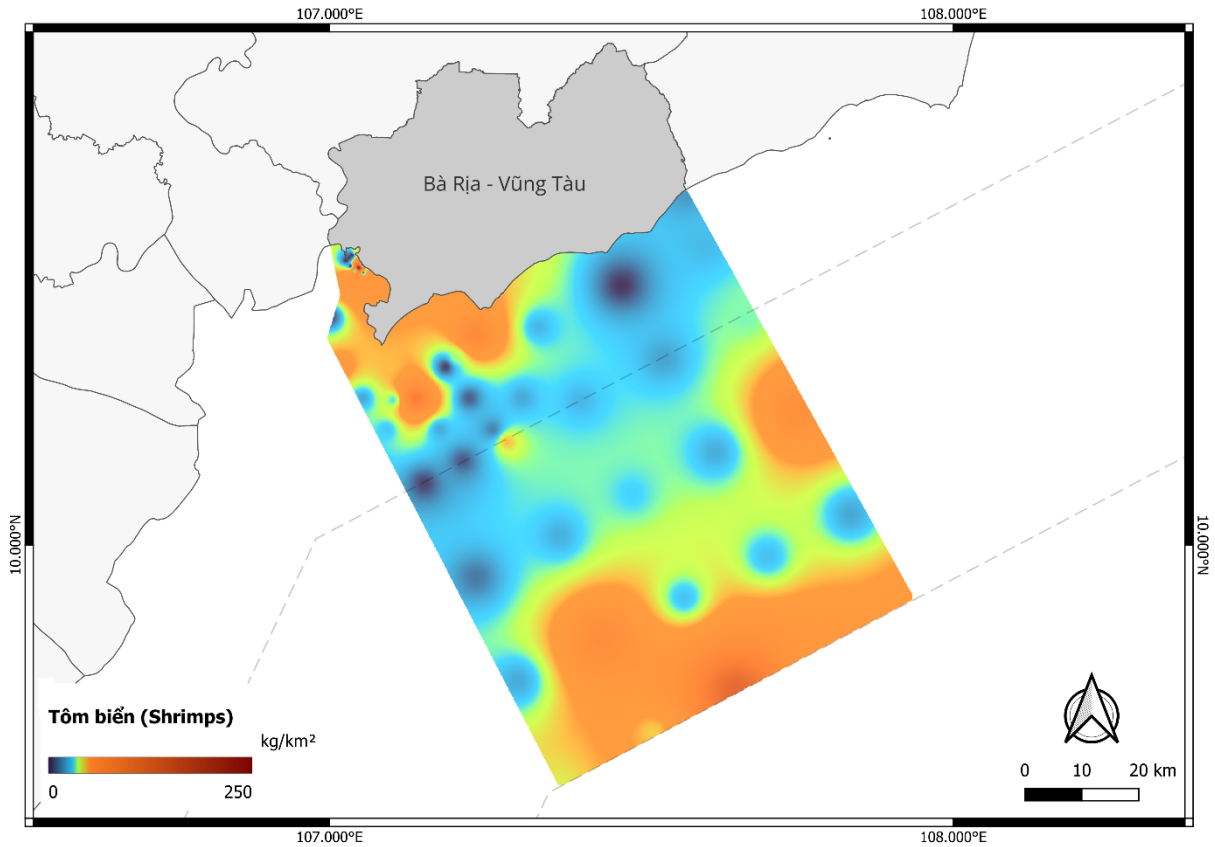 107.000°E
108.000°E
Bà Rịa - Vũng Tàu
10.000°N
10.000°N
Tôm biển (Shrimps)
kg/km²
0
250
0
10
20 km
107.000°E
108.000°E